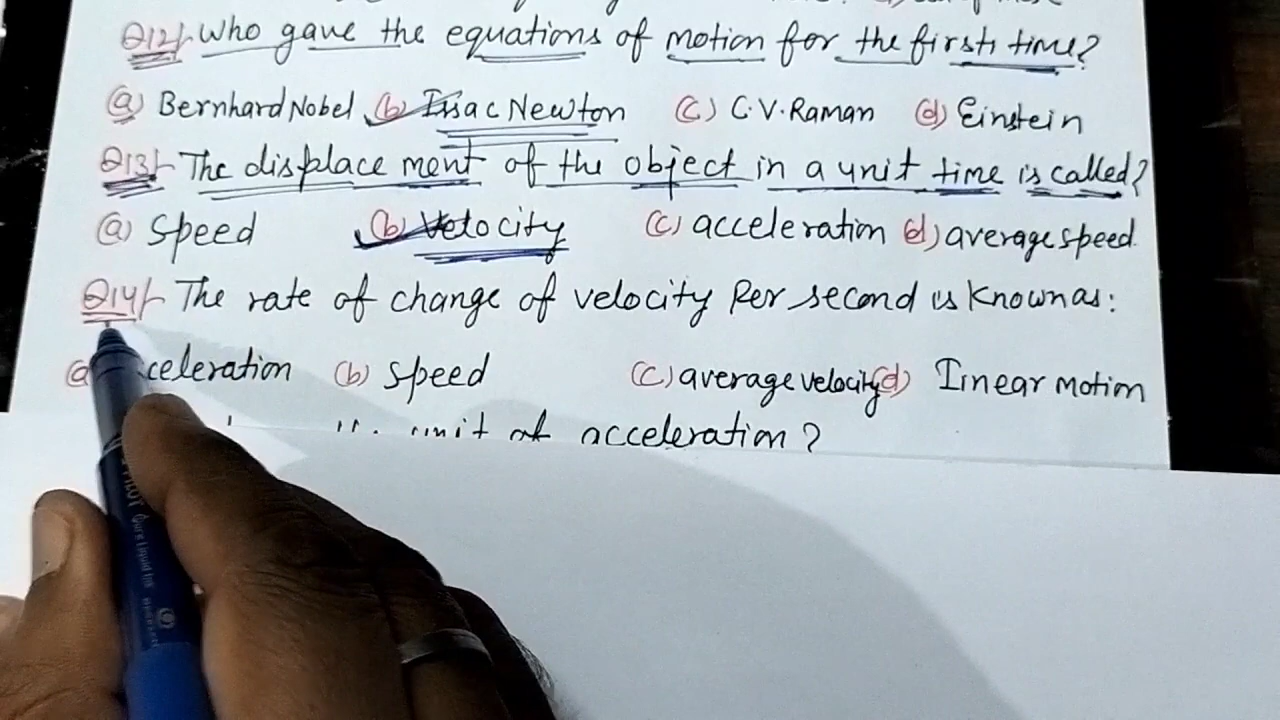 Q12/- Who gave the equations of motion for the first time?
(a) Bernhard Nobel (b) Issac Newton (c) C.V. Raman (d) Einstein
Q13/- The displacement of the object in a unit time is called?
(a) Speed (b) Velocity (c) acceleration (d) average speed.
Q14/- The rate of change of velocity Per second is Known as:
(a) cceleration (b) speed (c) average velocity (d) Linear motion
unit of acceleration?
PILOT